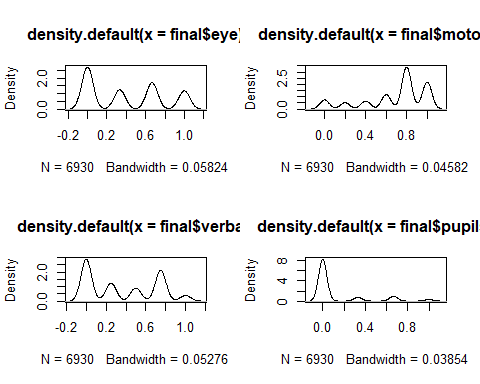 density.default(x = final$eye)
Density
0.0 2.0
-0.2 0.2 0.6 1.0
N = 6930 Bandwidth = 0.05824
density.default(x = final$moto
Density
0.0 2.0
0.0 0.4 0.8
N = 6930 Bandwidth = 0.04582
density.default(x = final$verba
Density
0.0 2.0
-0.2 0.2 0.6 1.0
N = 6930 Bandwidth = 0.05276
density.default(x = final$pupil
Density
0 4 8
0.0 0.4 0.8
N = 6930 Bandwidth = 0.03854